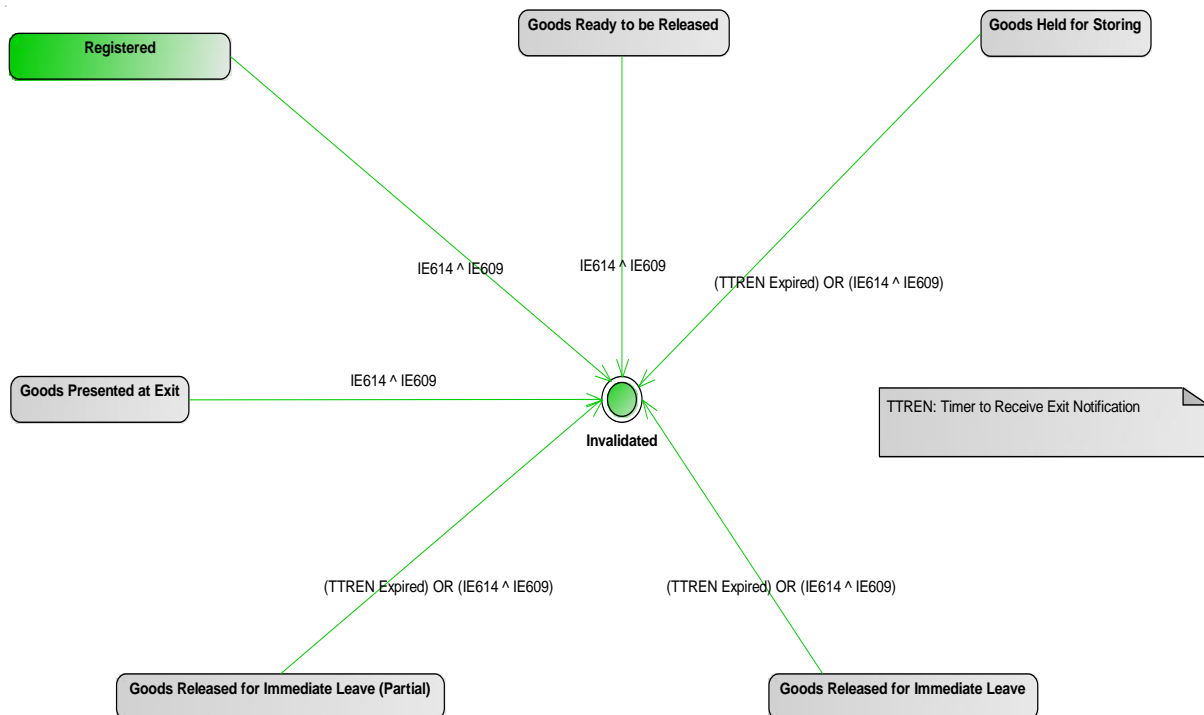 Goods Ready to be Released
Goods Held for Storing
Registered
IE614 ^ IE609
IE614 ^ IE609
(TTREN Expired) OR (IE614 ^ IE609)
Goods Presented at Exit
IE614 ^ IE609
TTREN: Timer to Receive Exit Notification
Invalidated
(TTREN Expired) OR (IE614 ^ IE609)
(TTREN Expired) OR (IE614 ^ IE609)
Goods Released for Immediate Leave (Partial)
Goods Released for Immediate Leave